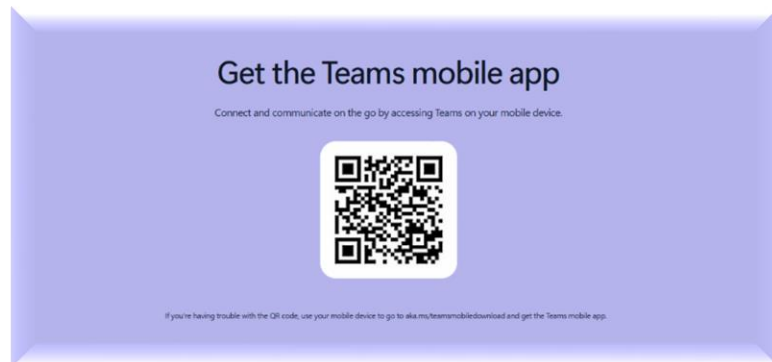 Get the Teams mobile app
Connect and communicate on the go by accessing Teams on your mobile device.
If you're having trouble with the QR code, use your mobile device to go to aka.ms/teamsmobiledownload and get the Teams mobile app.